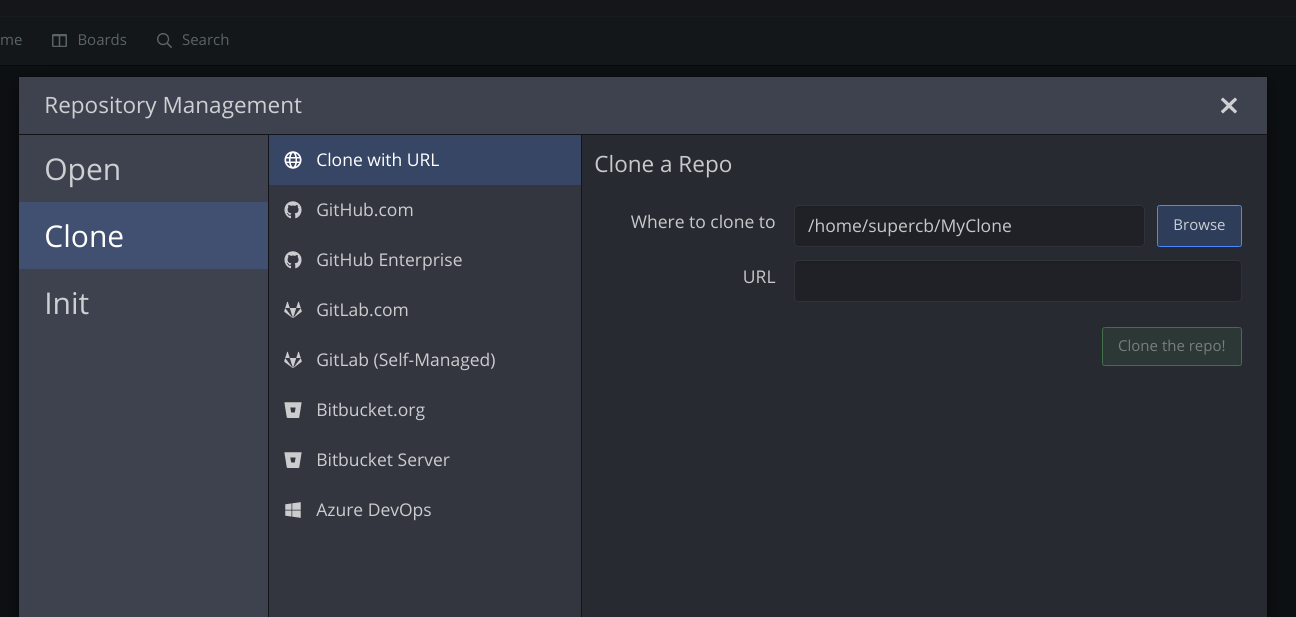 me Boards Search
Repository Management
Open
Clone
Init
Clone with URL
GitHub.com
GitHub Enterprise
GitLab.com
GitLab (Self-Managed)
Bitbucket.org
Bitbucket Server
Azure DevOps
Clone a Repo
Where to clone to /home/supercb/MyClone Browse
URL
Clone the repo!